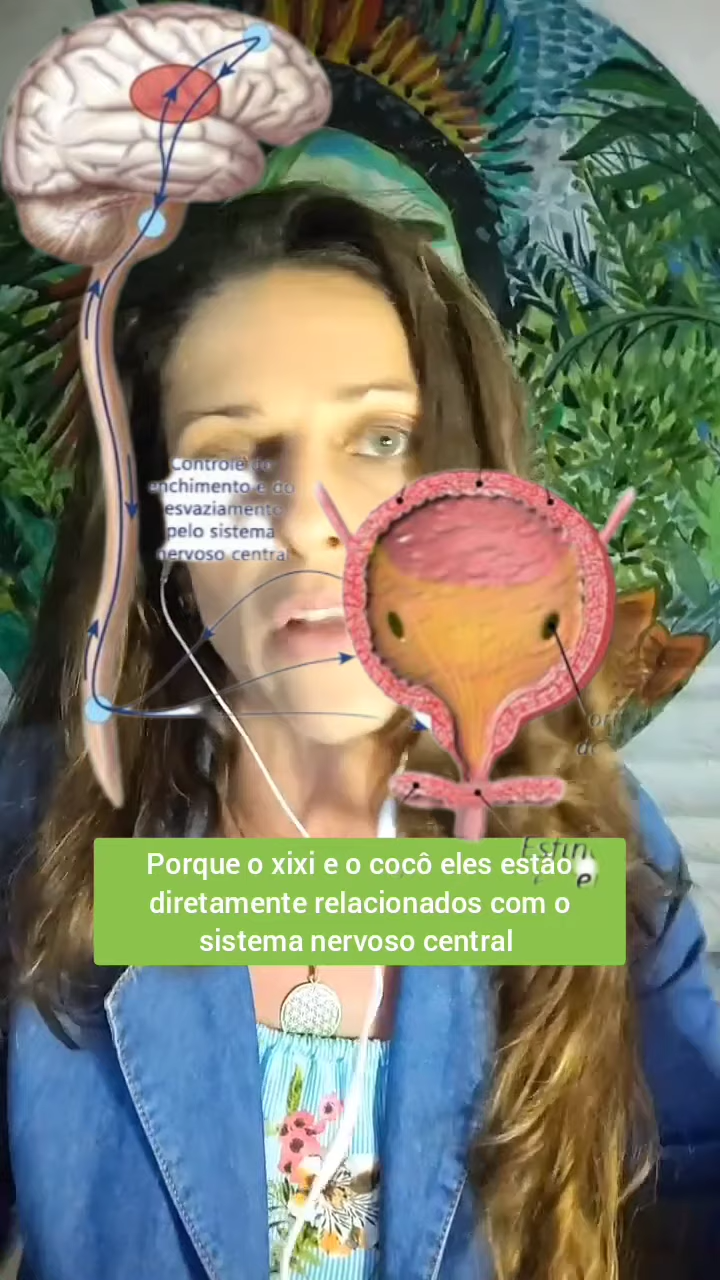 Controle do
enchimento e do
esvaziamento
pelo sistema
nervoso central
Porque o xixi e o cocô eles estão
diretamente relacionados com o
sistema nervoso central